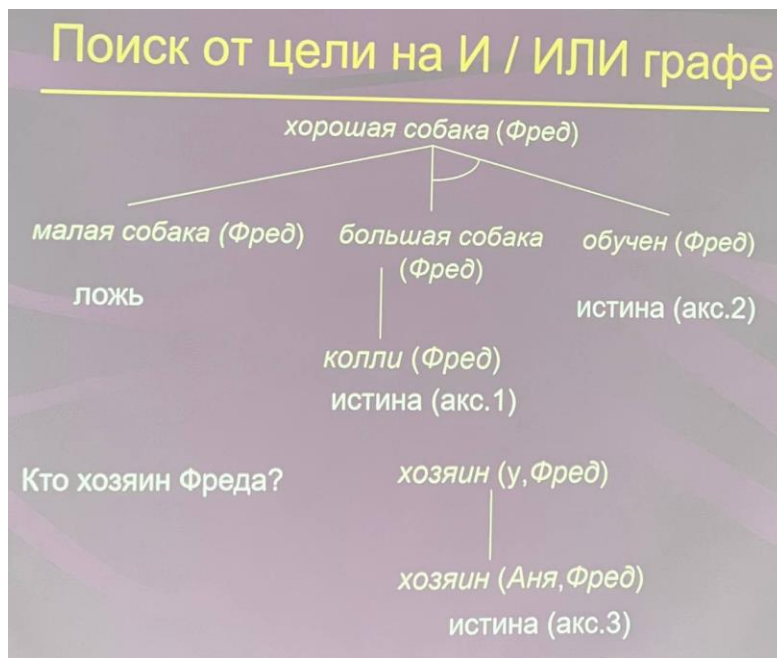 Поиск от цели на И / ИЛИ графе
хорошая собака (Фред)
малая собака (Фред)
ложь
большая собака
(Фред)
обучен (Фред)
истина (акс.2)
колли (Фред)
истина (акс.1)
Кто хозяин Фреда?
хозяин (у,Фред)
хозяин (Аня,Фред)
истина (акс.3)